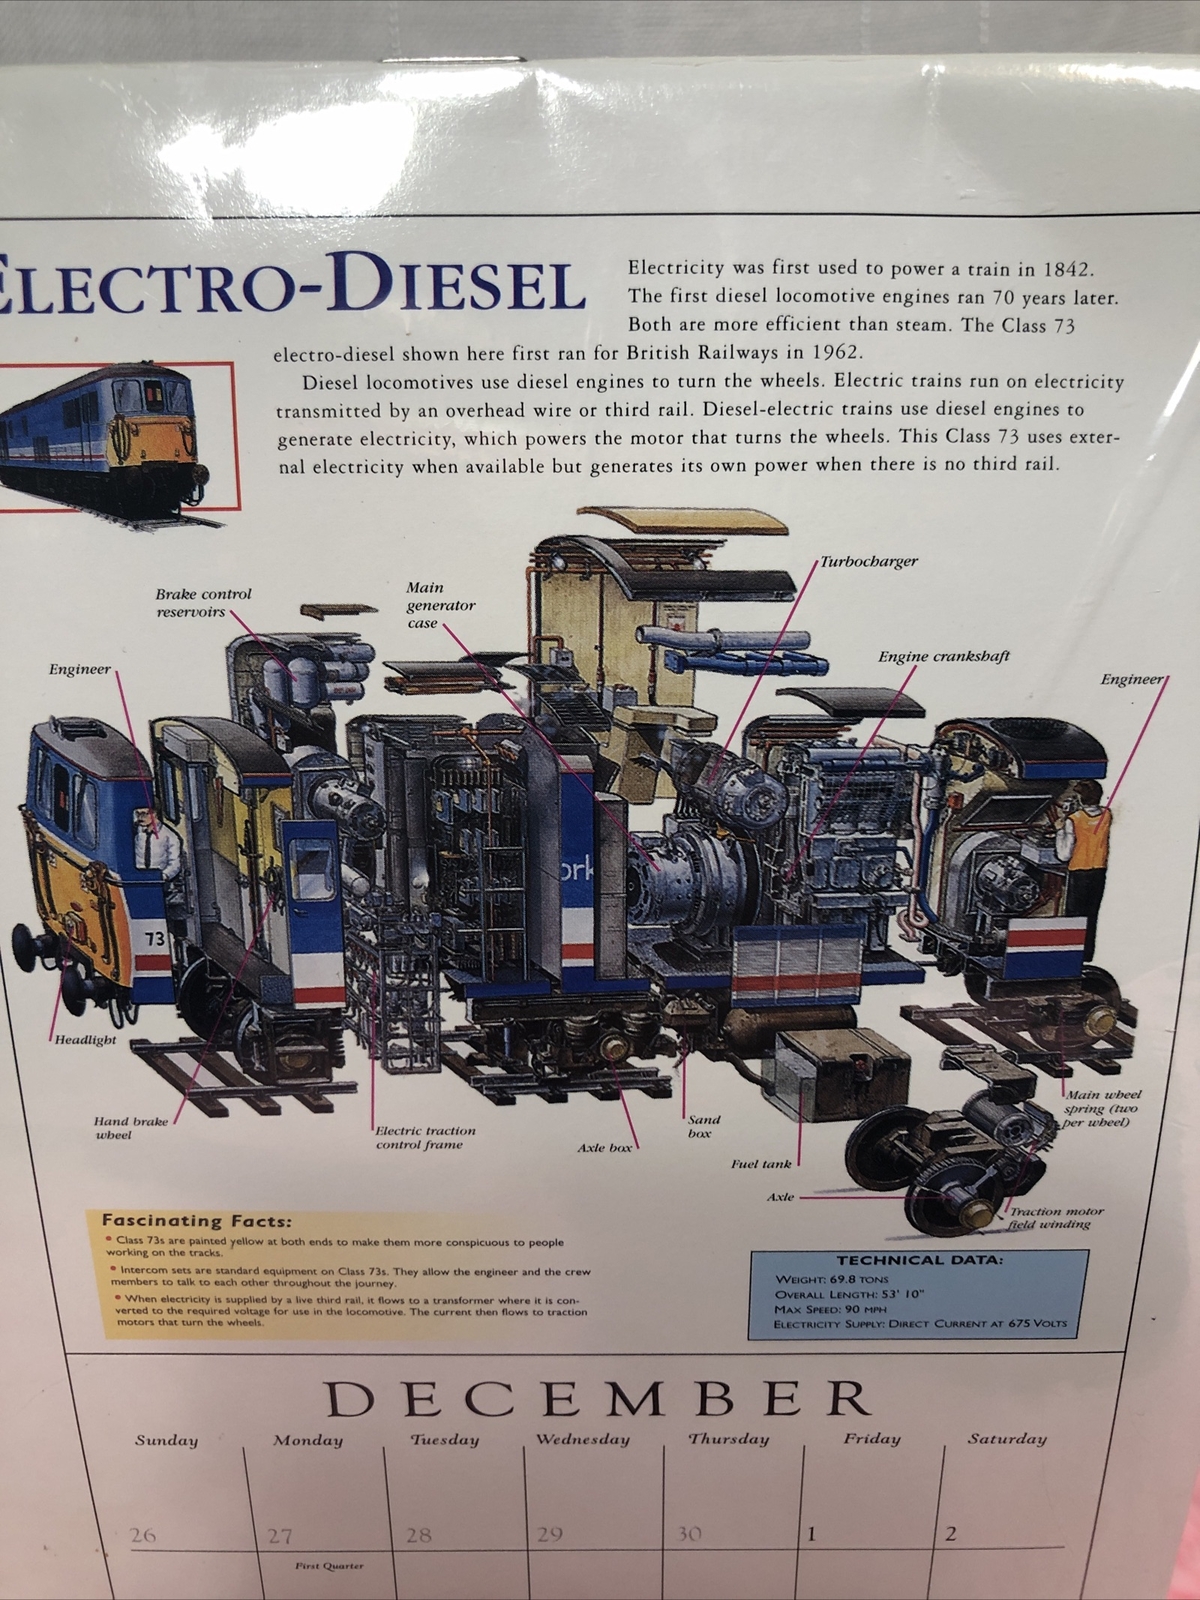 ELECTRO-DIESEL
Electricity was first used to power a train in 1842.
The first diesel locomotive engines ran 70 years later.
Both are more efficient than steam. The Class 73
electro-diesel shown here first ran for British Railways in 1962.
Diesel locomotives use diesel engines to turn the wheels. Electric trains run on electricity
transmitted by an overhead wire or third rail. Diesel-electric trains use diesel engines to
generate electricity, which powers the motor that turns the wheels. This Class 73 uses exter-
nal electricity when available but generates its own power when there is no third rail.
Turbocharger
Brake control
reservoirs
Main
generator
case
Engineer
Engine crankshaft
Engineer
ork
73
Headlight
Hand brake
wheel
Electric traction
control frame
Axle box
Sand
box
Fuel tank
Axle
Main wheel
spring (two
per wheel)
Traction motor
field winding
Fascinating Facts:
• Class 73s are painted yellow at both ends to make them more conspicuous to people
working on the tracks.
• Intercom sets are standard equipment on Class 73s. They allow the engineer and the crew
members to talk to each other throughout the journey.
• When electricity is supplied by a live third rail, it flows to a transformer where it is con-
verted to the required voltage for use in the locomotive. The current then flows to traction
motors that turn the wheels.
TECHNICAL DATA:
WEIGHT: 69.8 TONS
OVERALL LENGTH: 53' 10"
MAX SPEED: 90 MPH
ELECTRICITY SUPPLY: DIRECT CURRENT AT 675 VOLTS
DECEMBER
Sunday Monday Tuesday Wednesday Thursday Friday Saturday
26 27 28 29 30 1 2
First Quarter